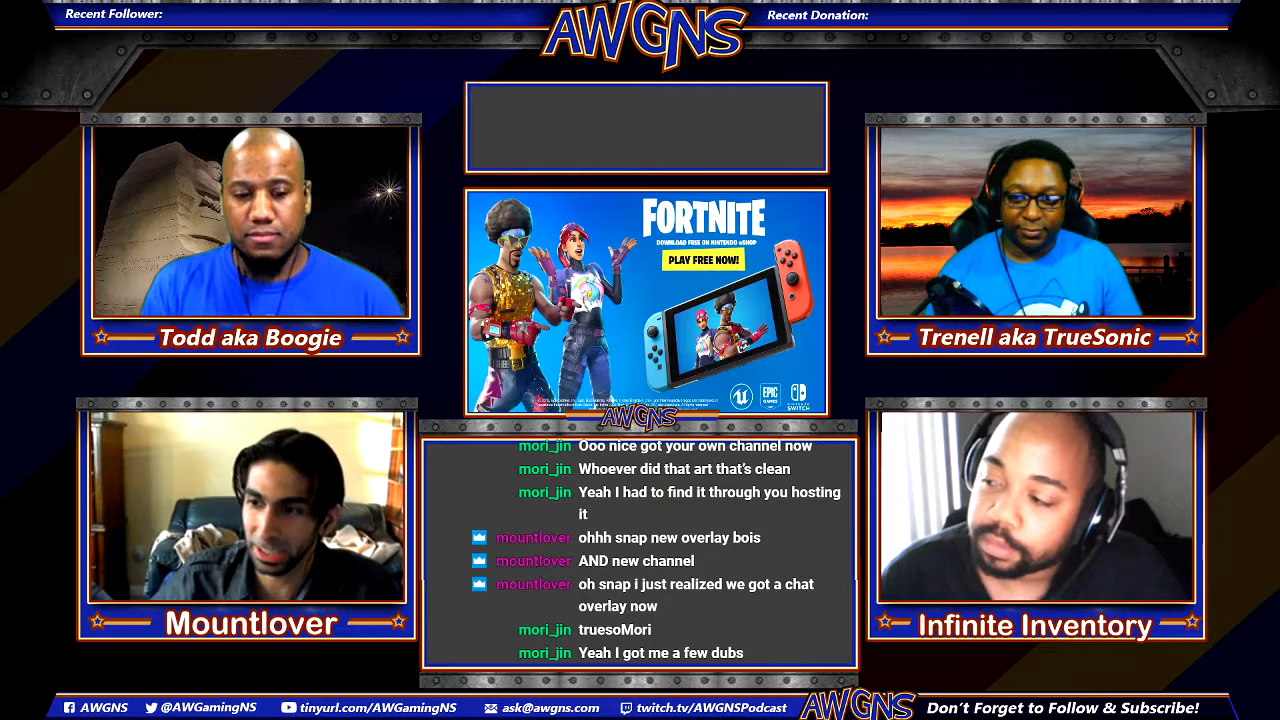 Recent Follower:
AWGNS
Recent Donation:
FORTNITE
DOWNLOAD FREE ON NINTENDO eSHOP
PLAY FREE NOW!
EPIC
GAMES
NINTENDO
SWITCH
Todd aka Boogie
Trenell aka TrueSonic
AWGNS
mori_jin Ooo nice got your own channel now
mori_jin Whoever did that art that's clean
mori_jin Yeah I had to find it through you hosting
it
mountlover ohhh snap new overlay bois
mountlover AND new channel
mountlover oh snap i just realized we got a chat
overlay now
mori_jin truesoMori
mori_jin Yeah I got me a few dubs
Mountlover
Infinite Inventory
AWGNS
@AWGamingNS
tinyurl.com/AWGamingNS
ask@awgns.com
twitch.tv/AWGNSPodcast
AWGNS
Don't Forget to Follow & Subscribe!